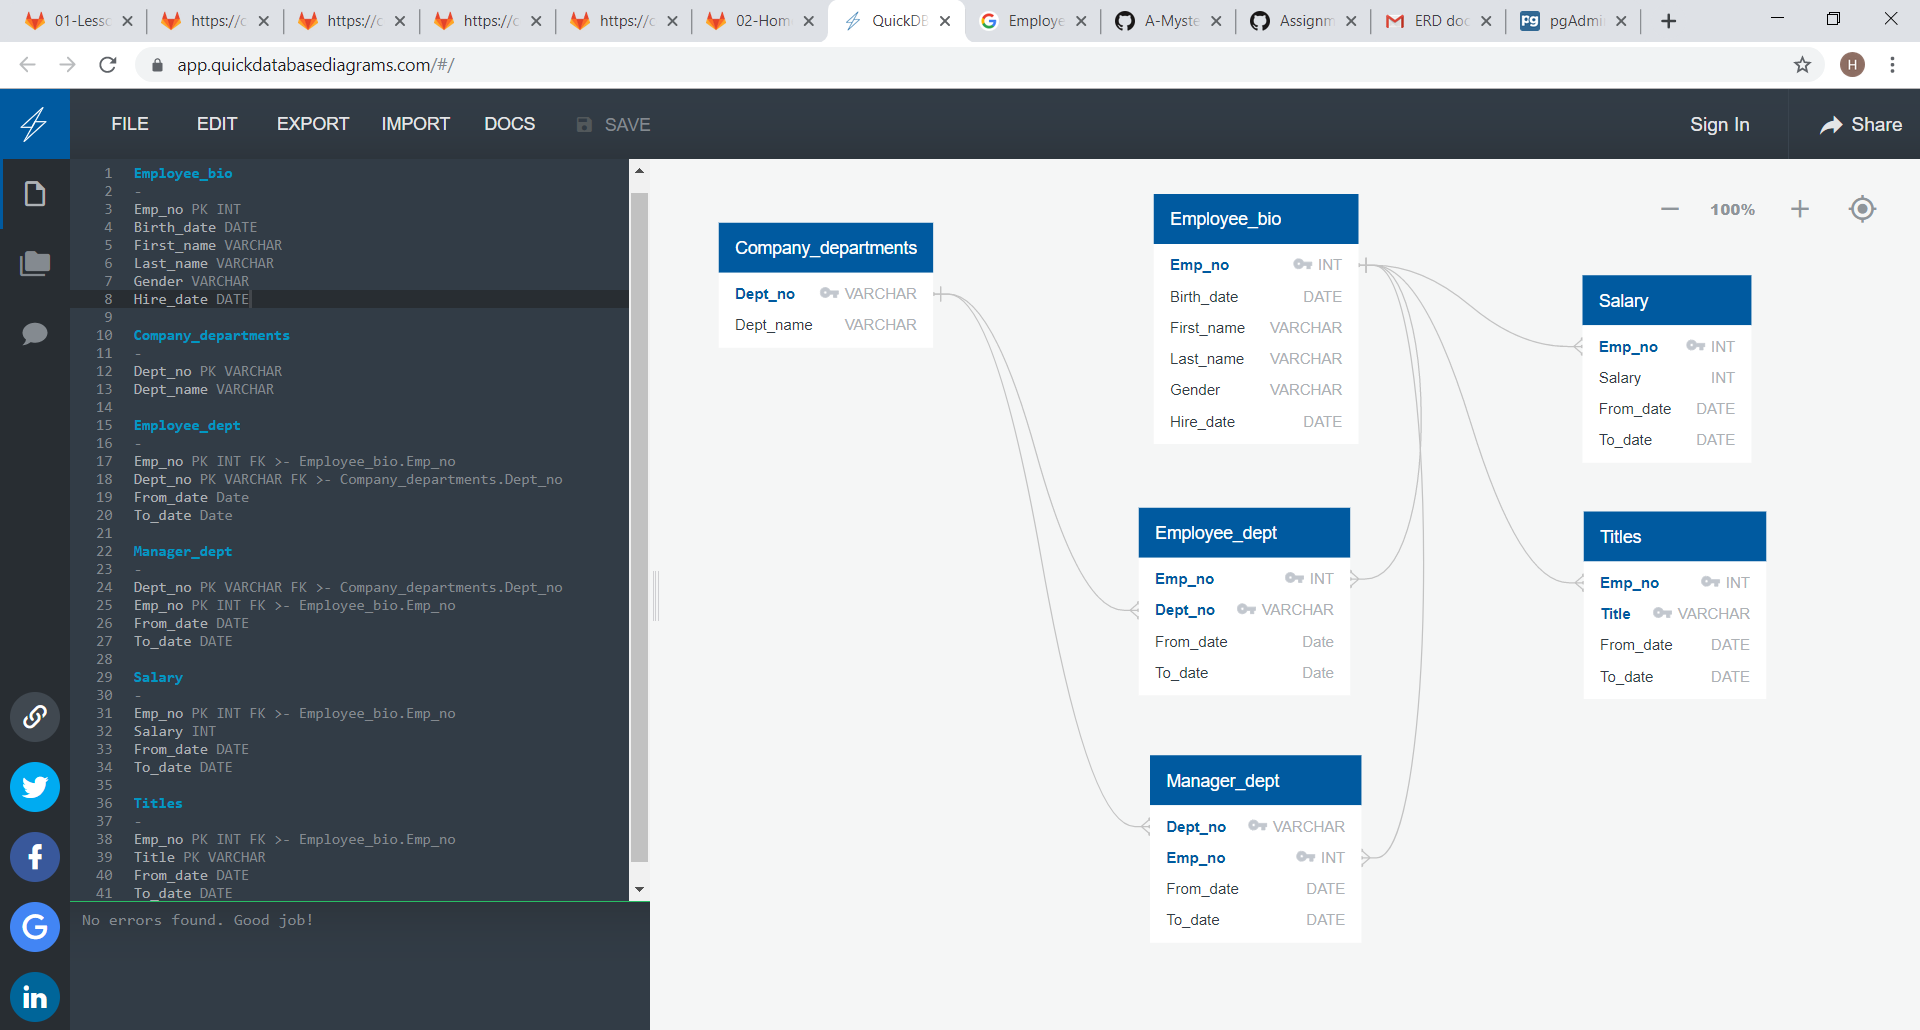 01-Lesso
https://c
https://c
https://c
https://c
02-Hom
QuickDB
Employe
A-Myste
Assignm
ERD doc
pgAdmi
app.quickdatabasediagrams.com/#/
H
FILE EDIT EXPORT IMPORT DOCS SAVE
Sign In
Share
1 Employee_bio
2 -
3 Emp_no PK INT
4 Birth_date DATE
5 First_name VARCHAR
6 Last_name VARCHAR
7 Gender VARCHAR
8 Hire_date DATE
9
10 Company_departments
11 -
12 Dept_no PK VARCHAR
13 Dept_name VARCHAR
14
15 Employee_dept
16 -
17 Emp_no PK INT FK >- Employee_bio.Emp_no
18 Dept_no PK VARCHAR FK >- Company_departments.Dept_no
19 From_date Date
20 To_date Date
21
22 Manager_dept
23 -
24 Dept_no PK VARCHAR FK >- Company_departments.Dept_no
25 Emp_no PK INT FK >- Employee_bio.Emp_no
26 From_date DATE
27 To_date DATE
28
29 Salary
30 -
31 Emp_no PK INT FK >- Employee_bio.Emp_no
32 Salary INT
33 From_date DATE
34 To_date DATE
35
36 Titles
37 -
38 Emp_no PK INT FK >- Employee_bio.Emp_no
39 Title PK VARCHAR
40 From_date DATE
41 To_date DATE
No errors found. Good job!
100%
Company_departments
Dept_no VARCHAR
Dept_name VARCHAR
Employee_bio
Emp_no INT
Birth_date DATE
First_name VARCHAR
Last_name VARCHAR
Gender VARCHAR
Hire_date DATE
Salary
Emp_no INT
Salary INT
From_date DATE
To_date DATE
Employee_dept
Emp_no INT
Dept_no VARCHAR
From_date Date
To_date Date
Titles
Emp_no INT
Title VARCHAR
From_date DATE
To_date DATE
Manager_dept
Dept_no VARCHAR
Emp_no INT
From_date DATE
To_date DATE